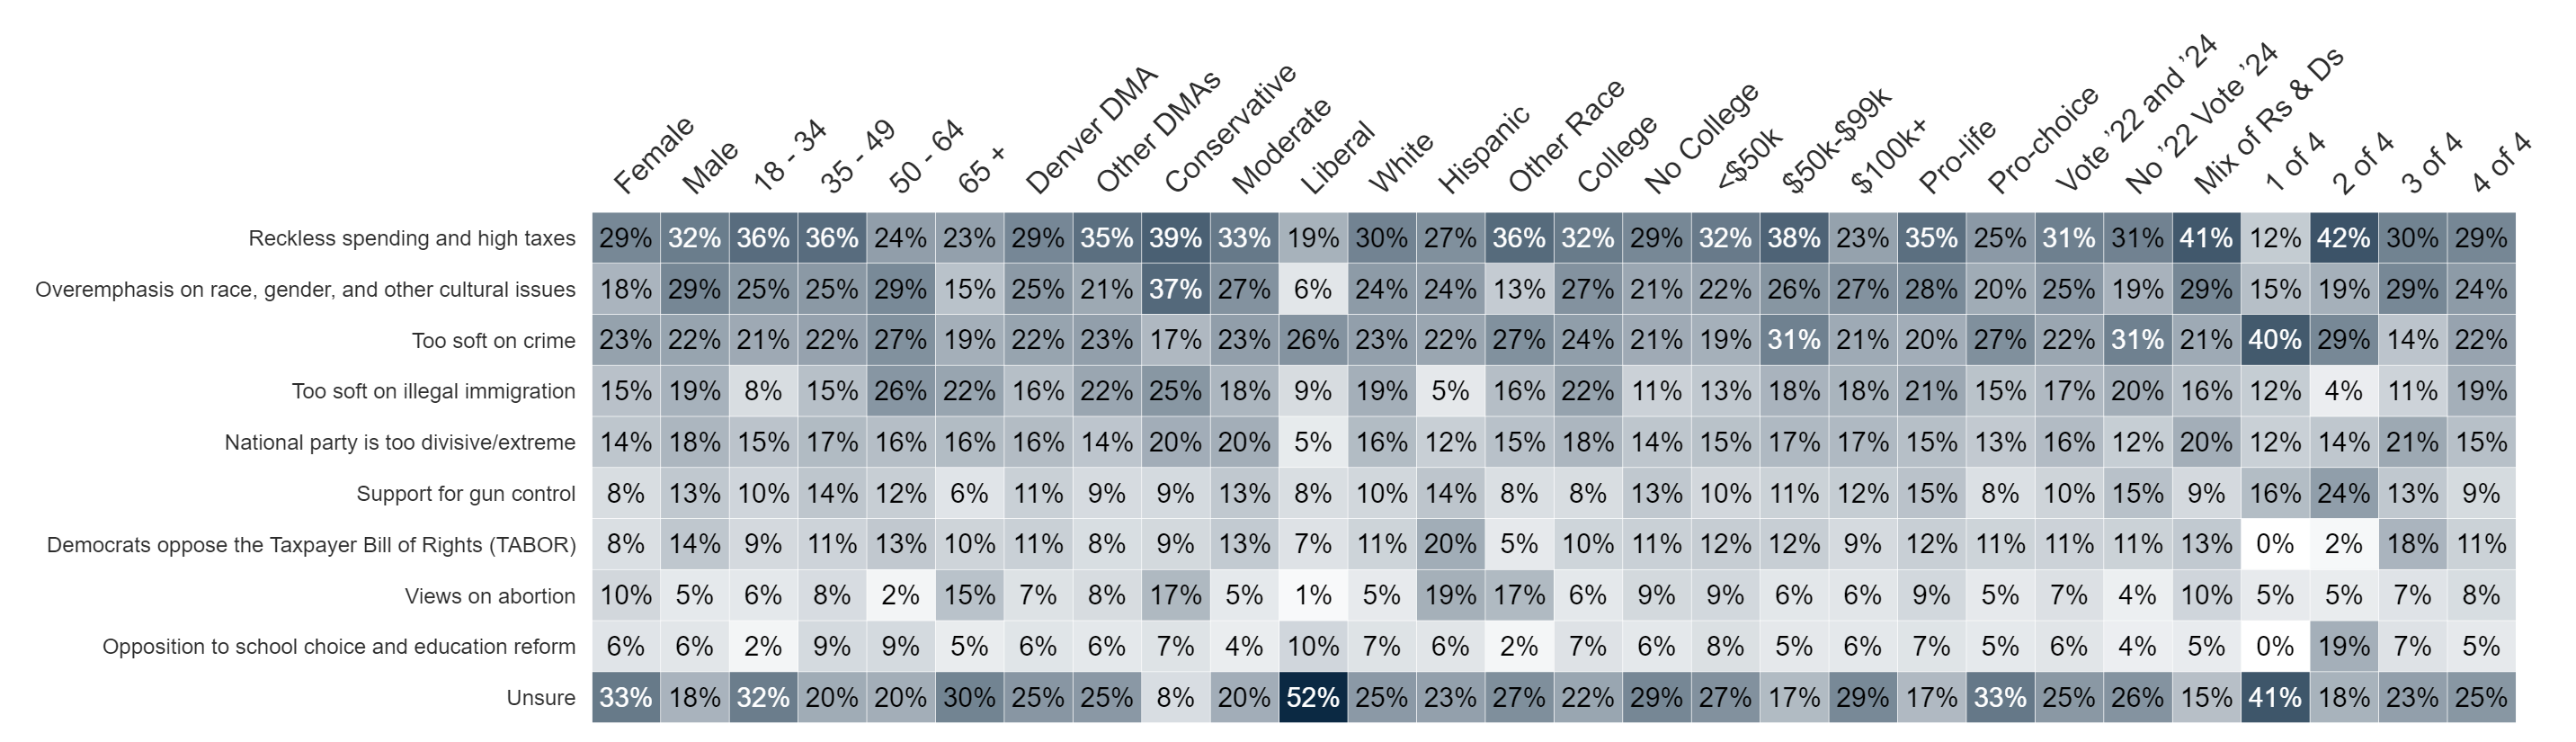 Female Male 18 - 34 35 - 49 50 - 64 65 + Denver DMA Other DMAs Conservative Moderate Liberal White Hispanic Other Race College No College <$50k $50k-$99k $100k+ Pro-life Pro-choice Vote ’22 and ’24 No ’22 Vote ’24 Mix of Rs & Ds 1 of 4 2 of 4 3 of 4 4 of 4
Reckless spending and high taxes 29% 32% 36% 36% 24% 23% 29% 35% 39% 33% 19% 30% 27% 36% 32% 29% 32% 38% 23% 35% 25% 31% 31% 41% 12% 42% 30% 29%
Overemphasis on race, gender, and other cultural issues 18% 29% 25% 25% 29% 15% 25% 21% 37% 27% 6% 24% 24% 13% 27% 21% 22% 26% 27% 28% 20% 25% 19% 29% 15% 19% 29% 24%
Too soft on crime 23% 22% 21% 22% 27% 19% 22% 23% 17% 23% 26% 23% 22% 27% 24% 21% 19% 31% 21% 20% 27% 22% 31% 21% 40% 29% 14% 22%
Too soft on illegal immigration 15% 19% 8% 15% 26% 22% 16% 22% 25% 18% 9% 19% 5% 16% 22% 11% 13% 18% 18% 21% 15% 17% 20% 16% 12% 4% 11% 19%
National party is too divisive/extreme 14% 18% 15% 17% 16% 16% 16% 14% 20% 20% 5% 16% 12% 15% 18% 14% 15% 17% 17% 15% 13% 16% 12% 20% 12% 14% 21% 15%
Support for gun control 8% 13% 10% 14% 12% 6% 11% 9% 9% 13% 8% 10% 14% 8% 8% 13% 10% 11% 12% 15% 8% 10% 15% 9% 16% 24% 13% 9%
Democrats oppose the Taxpayer Bill of Rights (TABOR) 8% 14% 9% 11% 13% 10% 11% 8% 9% 13% 7% 11% 20% 5% 10% 11% 12% 12% 9% 12% 11% 11% 11% 13% 0% 2% 18% 11%
Views on abortion 10% 5% 6% 8% 2% 15% 7% 8% 17% 5% 1% 5% 19% 17% 6% 9% 9% 6% 6% 9% 5% 7% 4% 10% 5% 5% 7% 8%
Opposition to school choice and education reform 6% 6% 2% 9% 9% 5% 6% 6% 7% 4% 10% 7% 6% 2% 7% 6% 8% 5% 6% 7% 5% 6% 4% 5% 0% 19% 7% 5%
Unsure 33% 18% 32% 20% 20% 30% 25% 25% 8% 20% 52% 25% 23% 27% 22% 29% 27% 17% 29% 17% 33% 25% 26% 15% 41% 18% 23% 25%